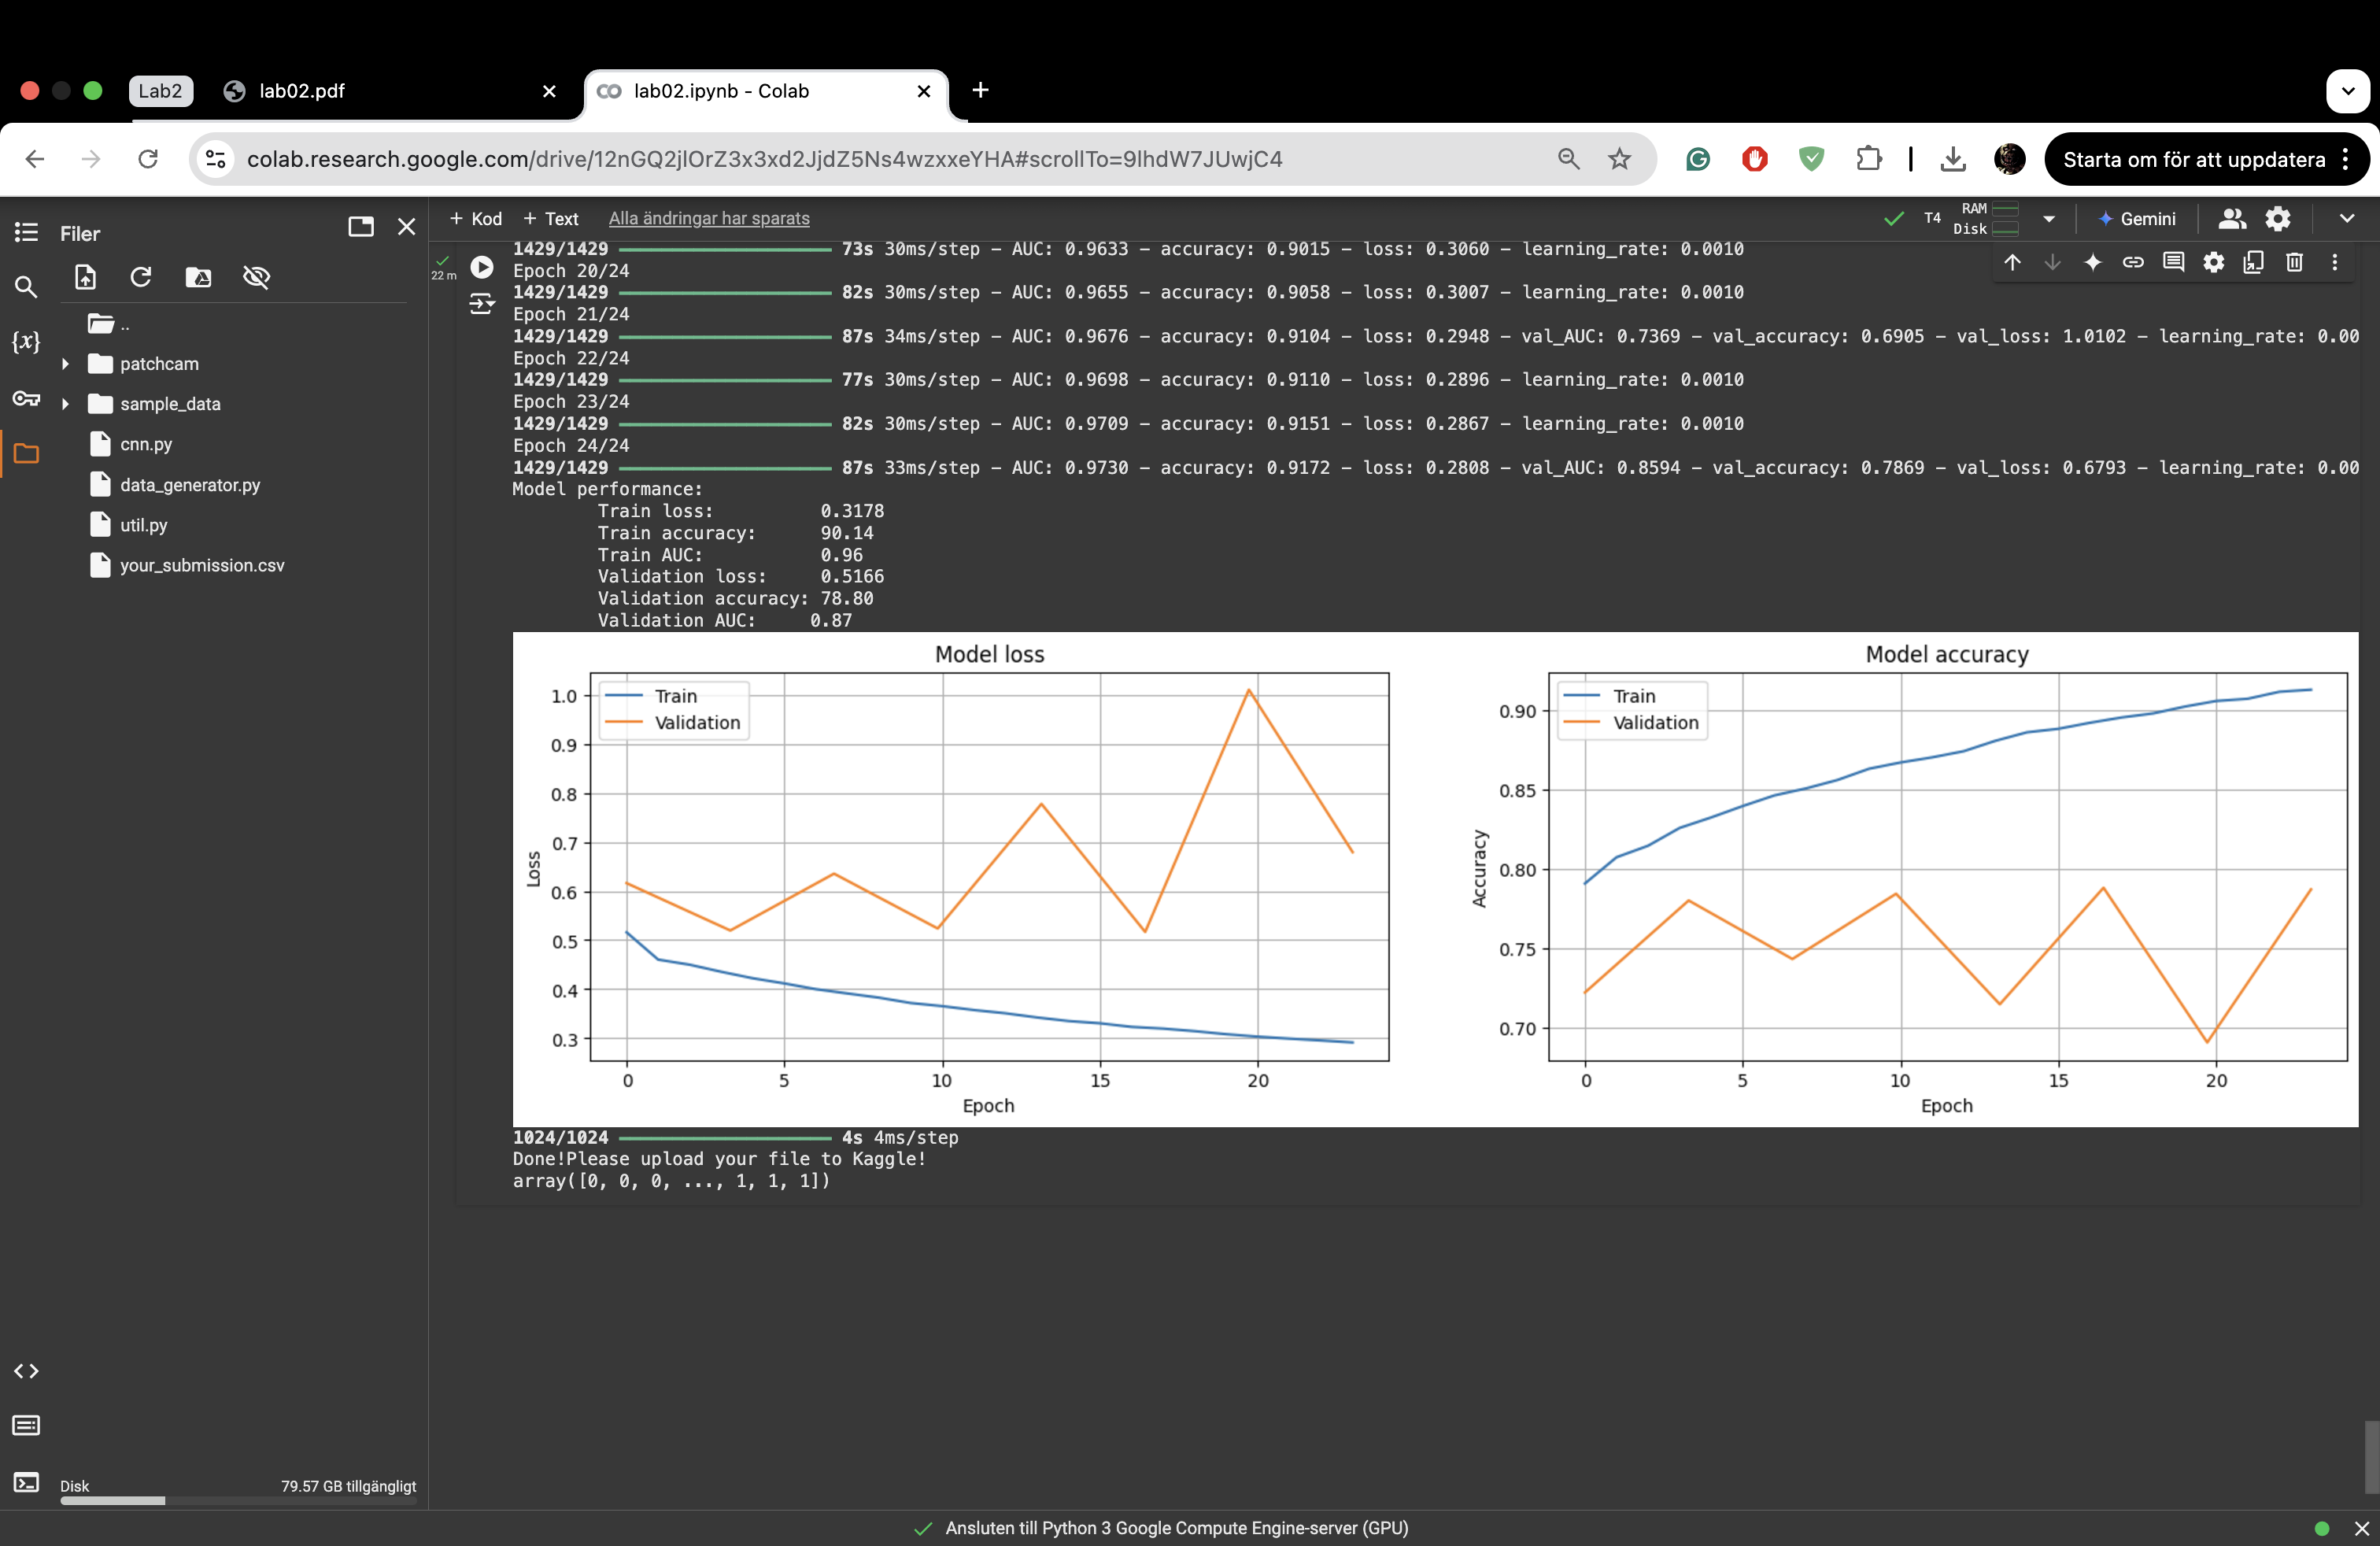 Lab2
lab02.pdf
lab02.ipynb - Colab
colab.research.google.com/drive/12nGQ2jlOrZ3x3xd2JjdZ5Ns4wzxxeYHA#scrollTo=9lhdW7JUwjC4
Starta om för att uppdatera
Filer
+ Kod + Text Alla ändringar har sparats
T4 RAM Disk Gemini
..
patchcam
sample_data
cnn.py
data_generator.py
util.py
your_submission.csv
22 m
1429/1429 73s 30ms/step - AUC: 0.9633 - accuracy: 0.9015 - loss: 0.3060 - learning_rate: 0.0010
Epoch 20/24
1429/1429 82s 30ms/step - AUC: 0.9655 - accuracy: 0.9058 - loss: 0.3007 - learning_rate: 0.0010
Epoch 21/24
1429/1429 87s 34ms/step - AUC: 0.9676 - accuracy: 0.9104 - loss: 0.2948 - val_AUC: 0.7369 - val_accuracy: 0.6905 - val_loss: 1.0102 - learning_rate: 0.00
Epoch 22/24
1429/1429 77s 30ms/step - AUC: 0.9698 - accuracy: 0.9110 - loss: 0.2896 - learning_rate: 0.0010
Epoch 23/24
1429/1429 82s 30ms/step - AUC: 0.9709 - accuracy: 0.9151 - loss: 0.2867 - learning_rate: 0.0010
Epoch 24/24
1429/1429 87s 33ms/step - AUC: 0.9730 - accuracy: 0.9172 - loss: 0.2808 - val_AUC: 0.8594 - val_accuracy: 0.7869 - val_loss: 0.6793 - learning_rate: 0.00
Model performance:
Train loss: 0.3178
Train accuracy: 90.14
Train AUC: 0.96
Validation loss: 0.5166
Validation accuracy: 78.80
Validation AUC: 0.87
Model loss
Train
Validation
1.0
0.9
0.8
0.7
0.6
0.5
0.4
0.3
Loss
0 5 10 15 20
Epoch
Model accuracy
Train
Validation
0.90
0.85
0.80
0.75
0.70
Accuracy
0 5 10 15 20
Epoch
1024/1024 4s 4ms/step
Done!Please upload your file to Kaggle!
array([0, 0, 0, ..., 1, 1, 1])
Disk 79.57 GB tillgängligt
Ansluten till Python 3 Google Compute Engine-server (GPU)